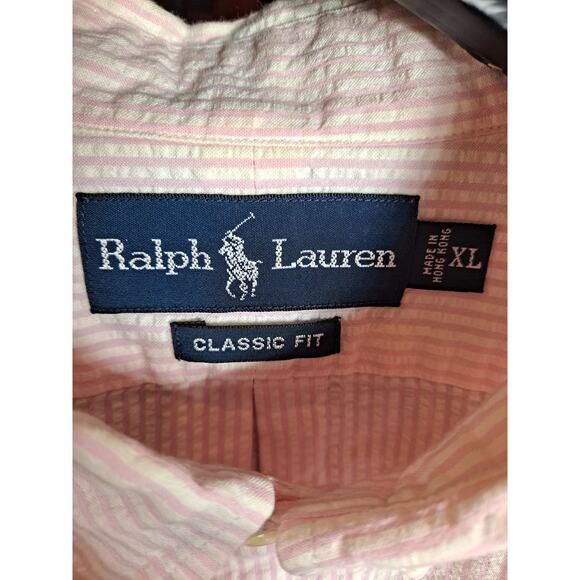 Ralph Lauren
MADE IN
HONG KONG
XL
CLASSIC FIT